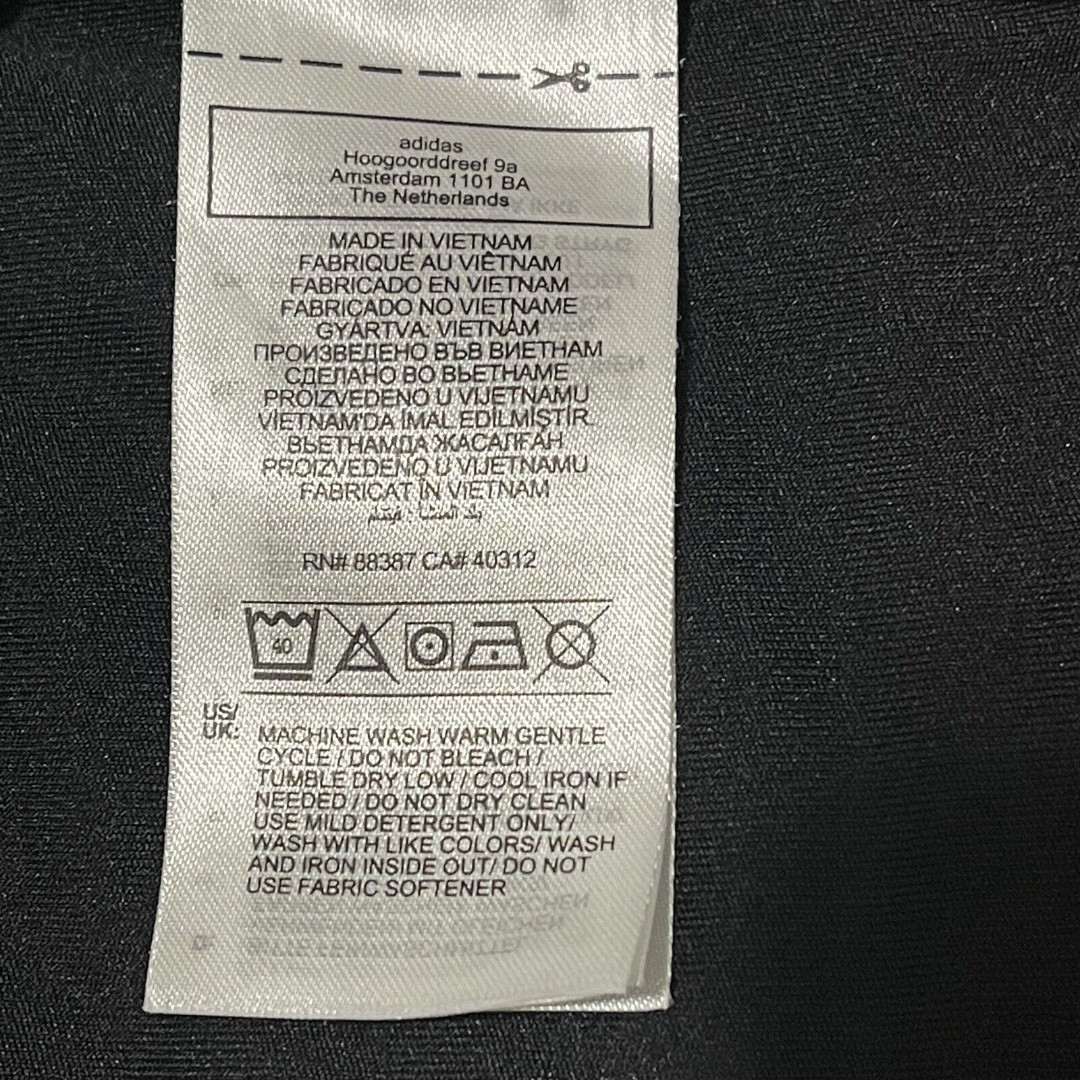 adidas
Hoogoorddreef 9a
Amsterdam 1101 BA
The Netherlands
MADE IN VIETNAM
FABRIQUÉ AU VIÊTNAM
FABRICADO EN VIETNAM
FABRICADO NO VIETNAME
GYÁRTVA: VIETNÁM
ПРОИЗВЕДЕНО ВЪВ ВИЕТНАМ
СДЕЛАНО ВО ВЬЕТНАМЕ
PROIZVEDENO U VIJETNAMU
VIETNAM'DA İMAL EDİLMİŞTİR.
ВЬЕТНАМДА ЖАСАЛҒАН
PROIZVEDENO U VIJETNAMU
FABRICAT ÎN VIETNAM
بلد المنشأ : فيتنام
RN# 88387 CA# 40312
40
US/
UK: MACHINE WASH WARM GENTLE
CYCLE / DO NOT BLEACH /
TUMBLE DRY LOW / COOL IRON IF
NEEDED / DO NOT DRY CLEAN
USE MILD DETERGENT ONLY/
WASH WITH LIKE COLORS/ WASH
AND IRON INSIDE OUT/ DO NOT
USE FABRIC SOFTENER